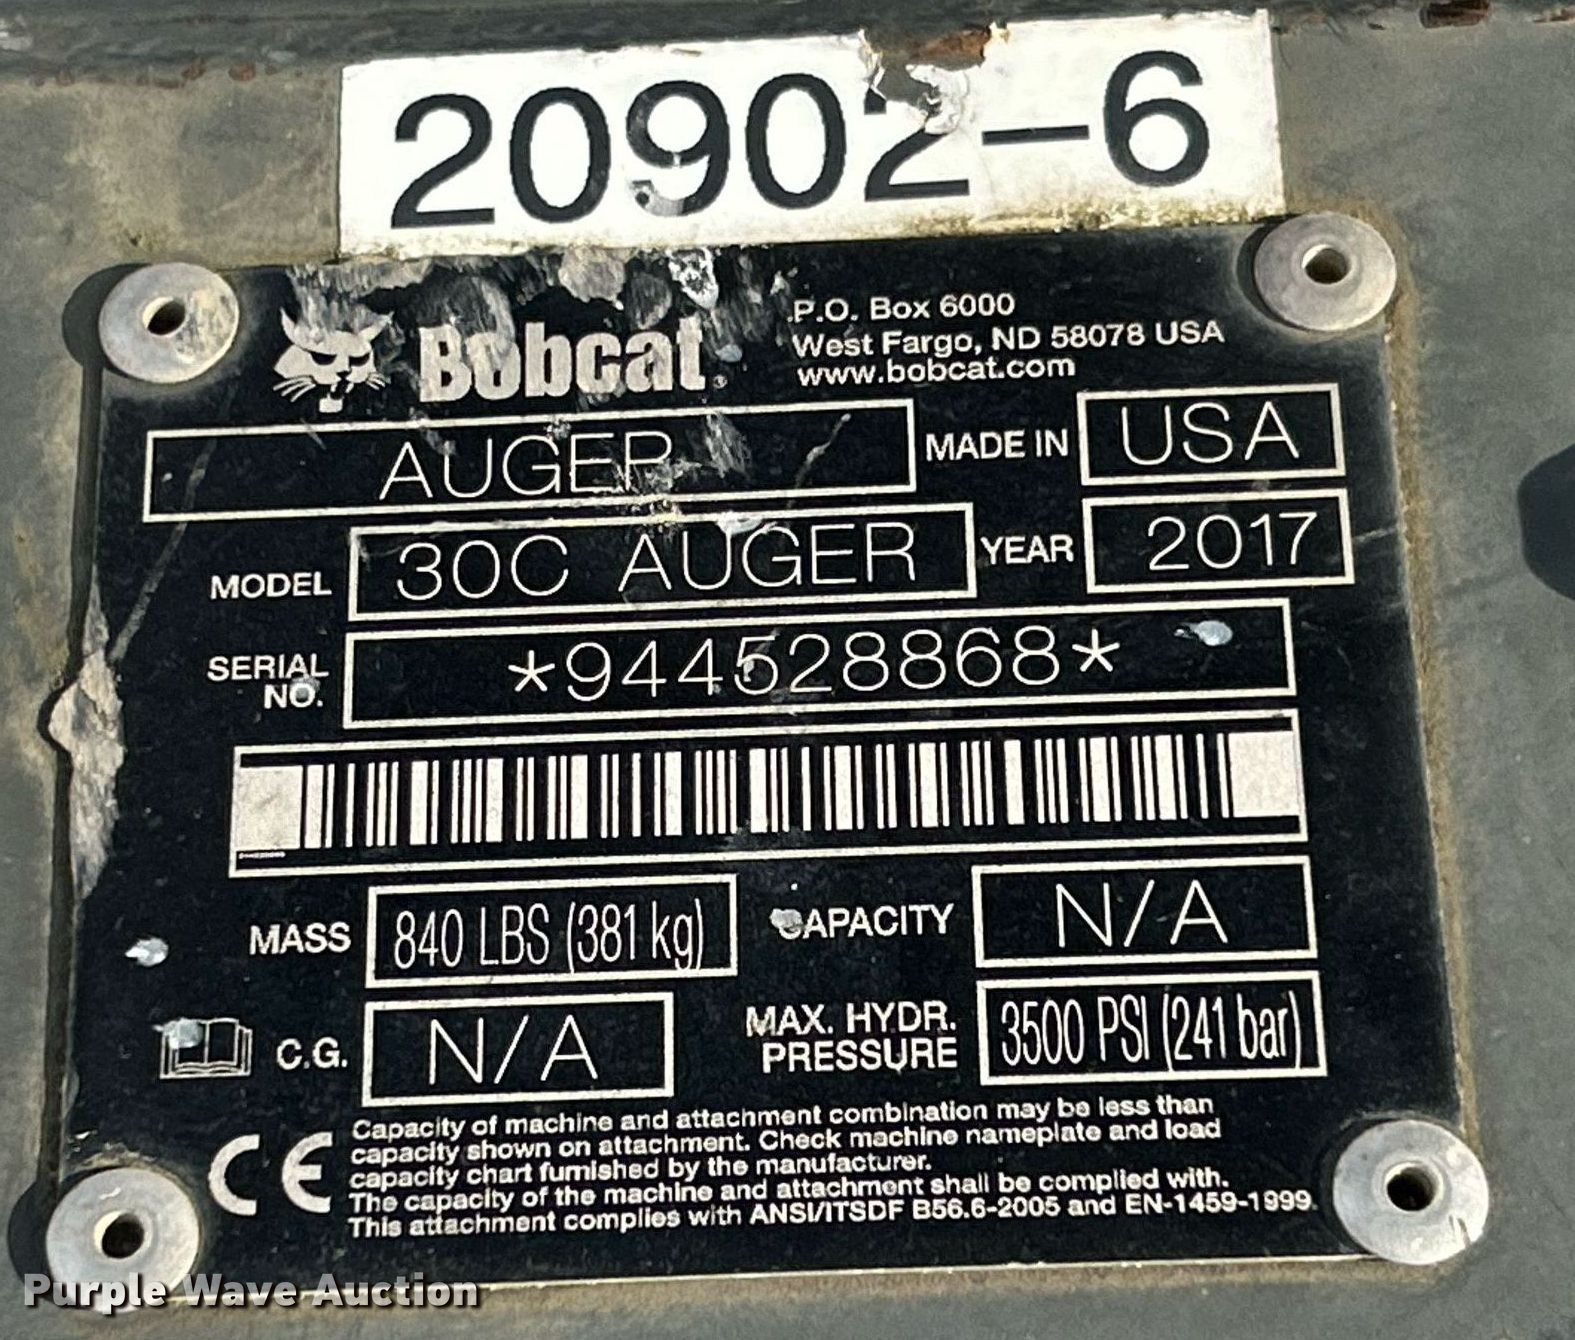 20902-6
Bobcat
P.O. Box 6000
West Fargo, ND 58078 USA
www.bobcat.com
AUGER
MADE IN USA
MODEL 30C AUGER
YEAR 2017
SERIAL NO. *944528868*
MASS 840 LBS (381 kg)
CAPACITY N/A
C.G. N/A
MAX. HYDR. PRESSURE 3500 PSI (241 bar)
CE
Capacity of machine and attachment combination may be less than
capacity shown on attachment. Check machine nameplate and load
capacity chart furnished by the manufacturer.
The capacity of the machine and attachment shall be complied with.
This attachment complies with ANSI/ITSDF B56.6-2005 and EN-1459-1999.
Purple Wave Auction